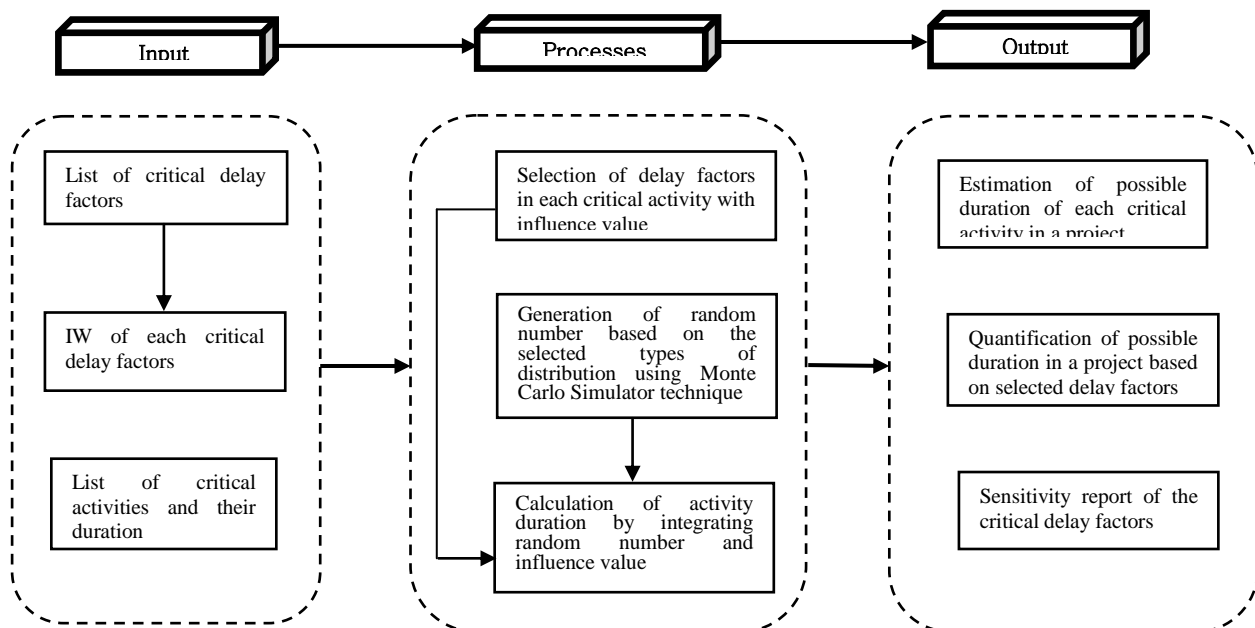 Input
Processes
Output
List of critical delay
factors
IW of each critical
delay factors
List of critical
activities and their
duration
Selection of delay factors
in each critical activity with
influence value
Generation of random
number based on the
selected types of
distribution using Monte
Carlo Simulator technique
Calculation of activity
duration by integrating
random number and
influence value
Estimation of possible
duration of each critical
activity in a project
Quantification of possible
duration in a project based
on selected delay factors
Sensitivity report of the
critical delay factors